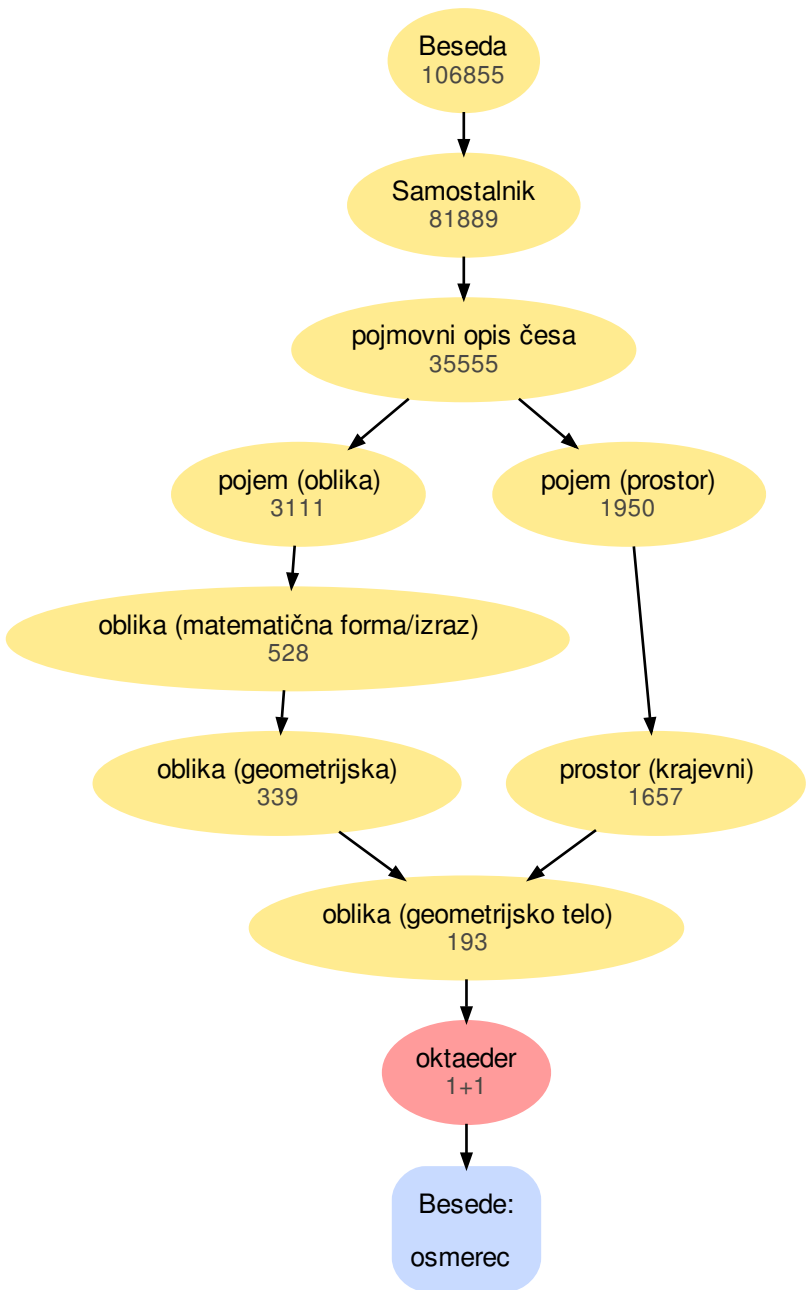 Beseda
106855
Samostalnik
81889
pojmovni opis česa
35555
pojem (oblika)
3111
pojem (prostor)
1950
oblika (matematična forma/izraz)
528
oblika (geometrijska)
339
prostor (krajevni)
1657
oblika (geometrijsko telo)
193
oktaeder
1+1
Besede:
osmerec